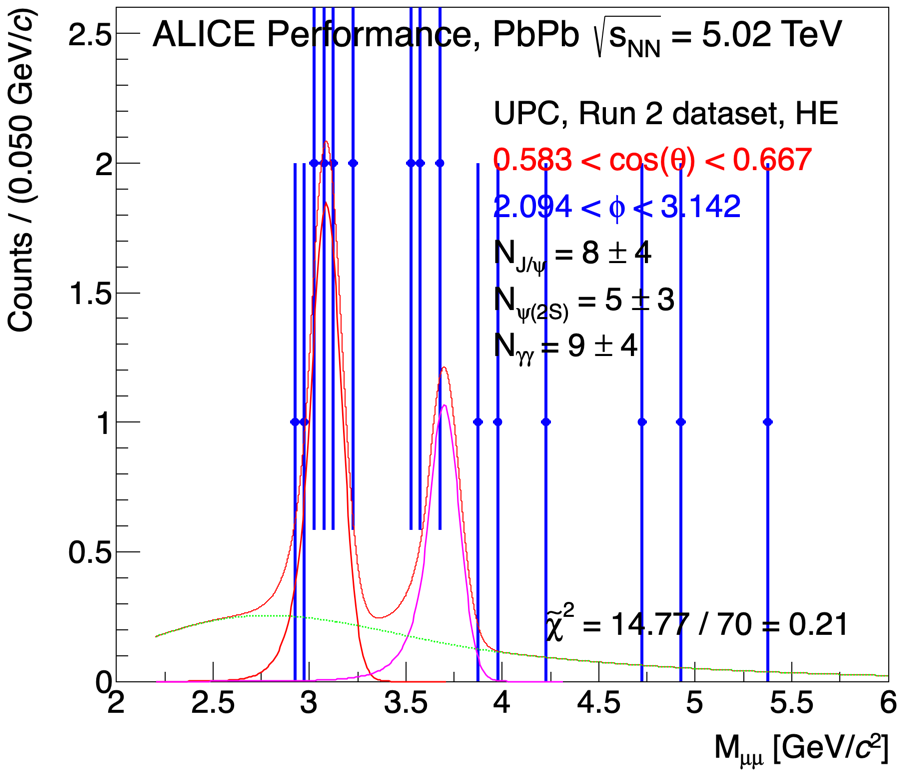 ALICE Performance, PbPb √sNN = 5.02 TeV
UPC, Run 2 dataset, HE
0.583 < cos(θ) < 0.667
2.094 < φ < 3.142
NJ/ψ = 8 ± 4
Nψ(2S) = 5 ± 3
Nγγ = 9 ± 4
χ̃² = 14.77 / 70 = 0.21
Counts / (0.050 GeV/c)
2.5
2
1.5
1
0.5
0
2 2.5 3 3.5 4 4.5 5 5.5 6
Mμμ [GeV/c²]